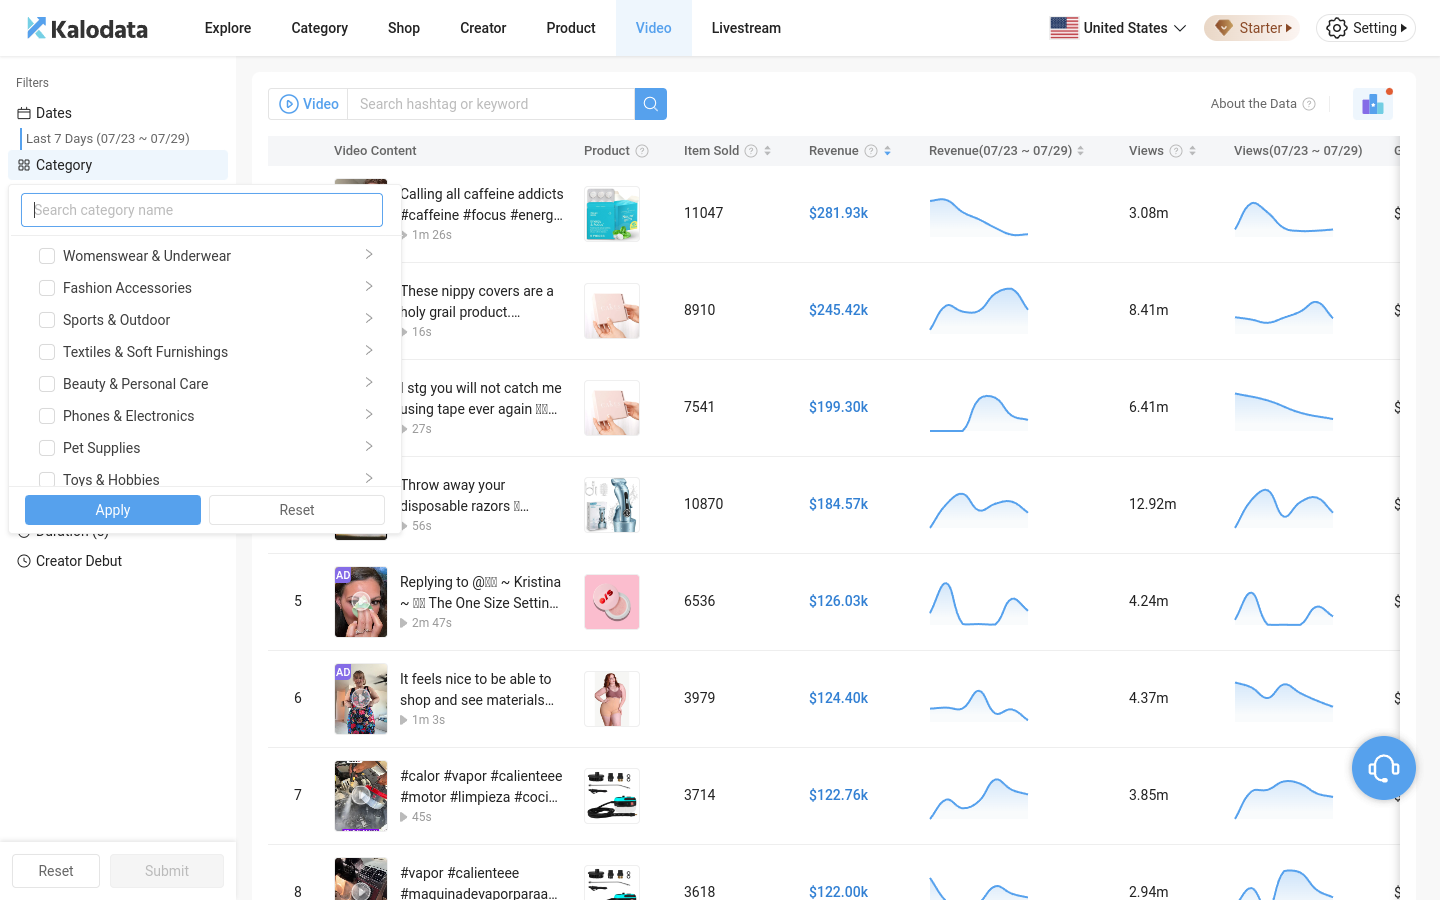 Kalodata
Explore
Category
Shop
Creator
Product
Video
Livestream
United States
Starter
Setting
Filters
Dates
Last 7 Days (07/23 ~ 07/29)
Category
Search category name
Womenswear & Underwear
Fashion Accessories
Sports & Outdoor
Textiles & Soft Furnishings
Beauty & Personal Care
Phones & Electronics
Pet Supplies
Toys & Hobbies
Apply
Reset
Creator Debut
Reset
Submit
Video
Search hashtag or keyword
About the Data
Video Content
Product
Item Sold
Revenue
Revenue(07/23 ~ 07/29)
Views
Views(07/23 ~ 07/29)
Calling all caffeine addicts
#caffeine #focus #energ...
1m 26s
11047
$281.93k
3.08m
$
These nippy covers are a
holy grail product....
16s
8910
$245.42k
8.41m
$
I stg you will not catch me
using tape ever again ...
27s
7541
$199.30k
6.41m
$
Throw away your
disposable razors ...
56s
10870
$184.57k
12.92m
$
5
AD
Replying to @ ~ Kristina
~ The One Size Settin...
2m 47s
6536
$126.03k
4.24m
$
6
AD
It feels nice to be able to
shop and see materials...
1m 3s
3979
$124.40k
4.37m
$
7
#calor #vapor #calienteee
#motor #limpieza #coci...
45s
3714
$122.76k
3.85m
8
#vapor #calienteee
#maquinadevaporparaa...
3618
$122.00k
2.94m
$